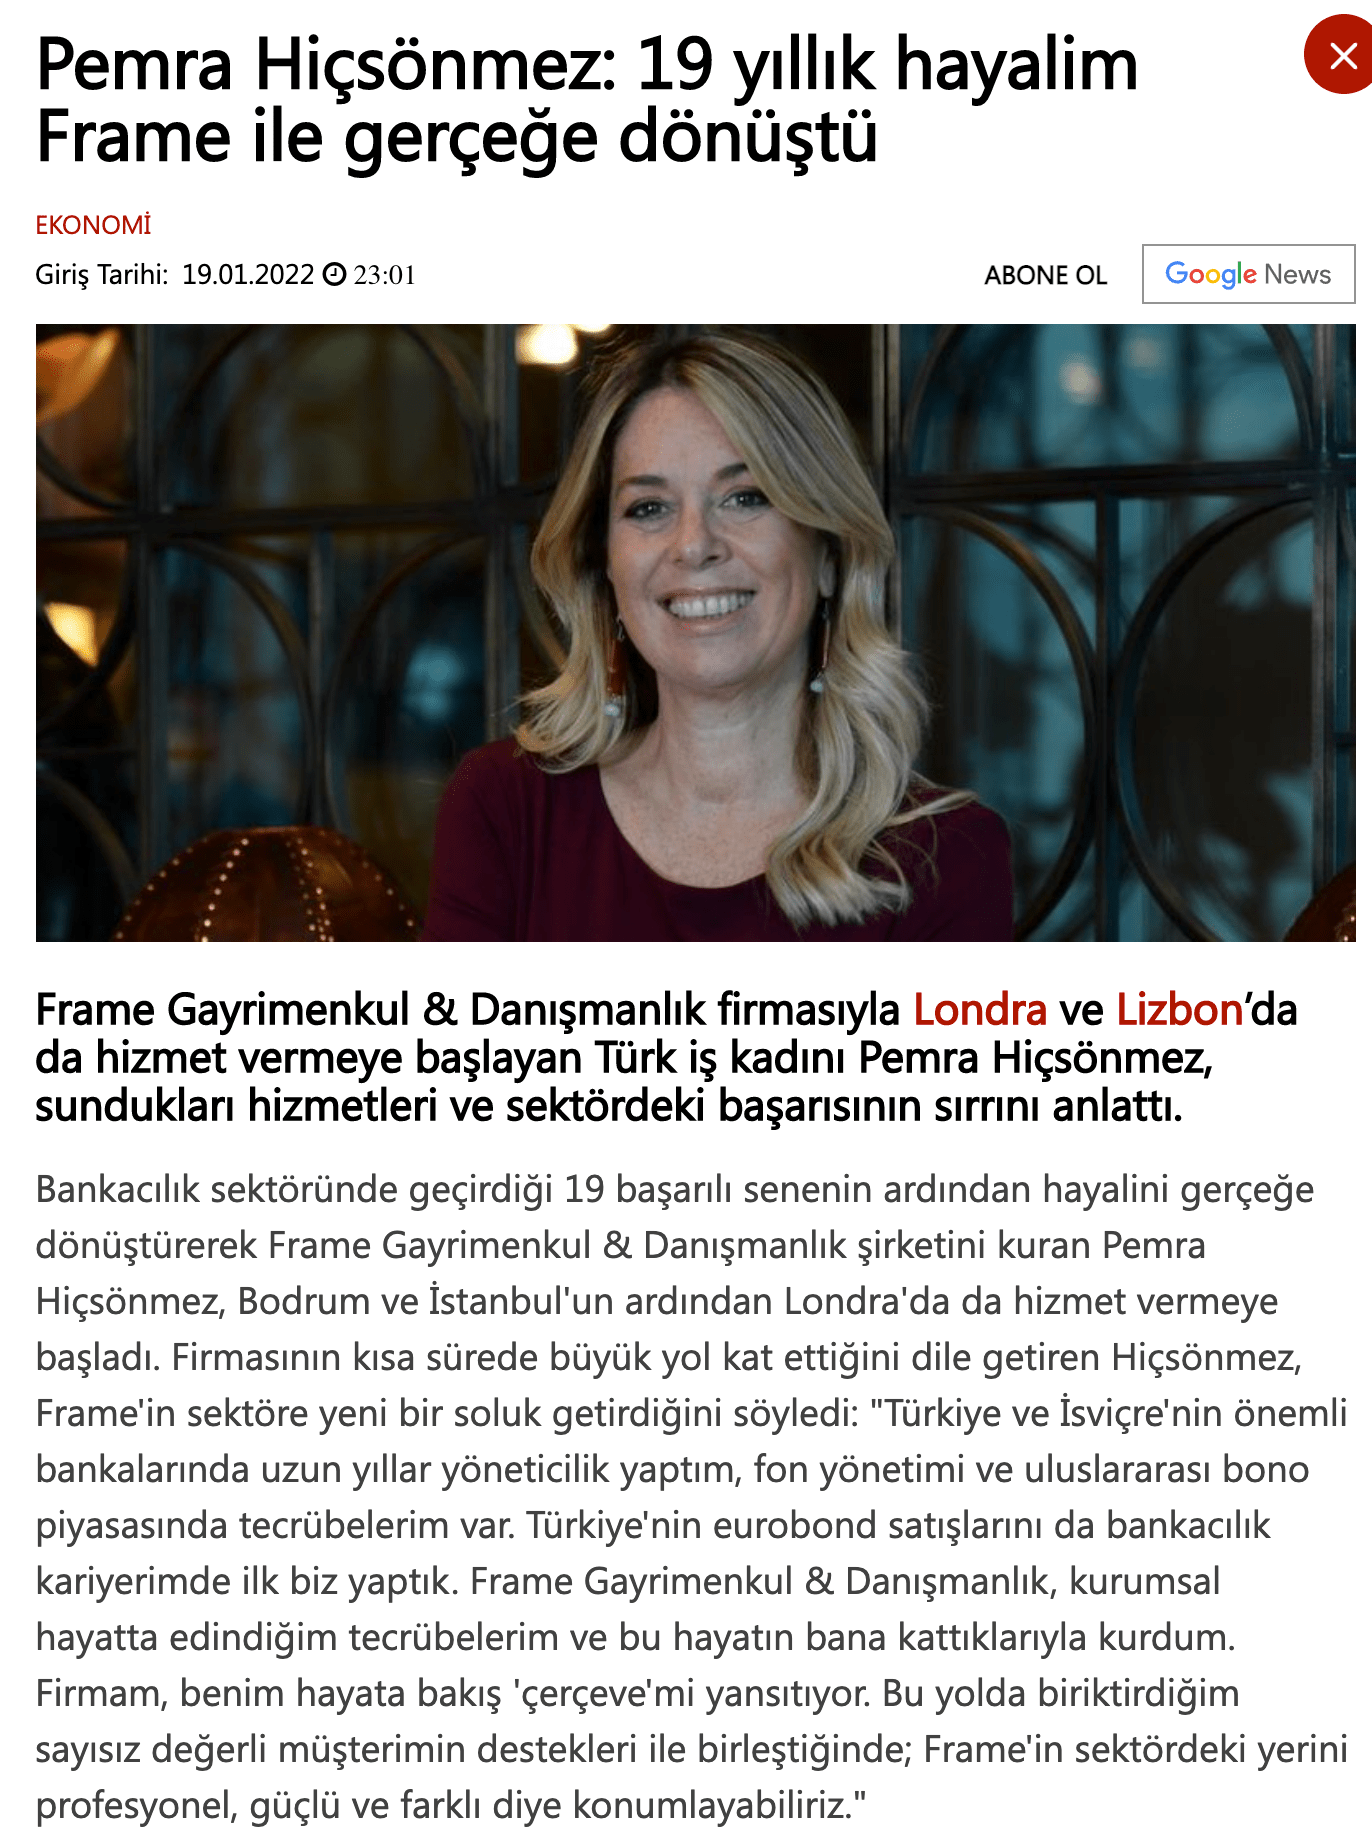 Pemra Hiçsönmez: 19 yıllık hayalim
Frame ile gerçeğe dönüştü
EKONOMİ
Giriş Tarihi: 19.01.2022 23:01
ABONE OL
Google News
Frame Gayrimenkul & Danışmanlık firmasıyla Londra ve Lizbon’da
da hizmet vermeye başlayan Türk iş kadını Pemra Hiçsönmez,
sundukları hizmetleri ve sektördeki başarısının sırrını anlattı.
Bankacılık sektöründe geçirdiği 19 başarılı senenin ardından hayalini gerçeğe
dönüştürerek Frame Gayrimenkul & Danışmanlık şirketini kuran Pemra
Hiçsönmez, Bodrum ve İstanbul'un ardından Londra'da da hizmet vermeye
başladı. Firmasının kısa sürede büyük yol kat ettiğini dile getiren Hiçsönmez,
Frame'in sektöre yeni bir soluk getirdiğini söyledi: "Türkiye ve İsviçre'nin önemli
bankalarında uzun yıllar yöneticilik yaptım, fon yönetimi ve uluslararası bono
piyasasında tecrübelerim var. Türkiye'nin eurobond satışlarını da bankacılık
kariyerimde ilk biz yaptık. Frame Gayrimenkul & Danışmanlık, kurumsal
hayatta edindiğim tecrübelerim ve bu hayatın bana kattıklarıyla kurdum.
Firmam, benim hayata bakış 'çerçeve'mi yansıtıyor. Bu yolda biriktirdiğim
sayısız değerli müşterimin destekleri ile birleştiğinde; Frame'in sektördeki yerini
profesyonel, güçlü ve farklı diye konumlayabiliriz."